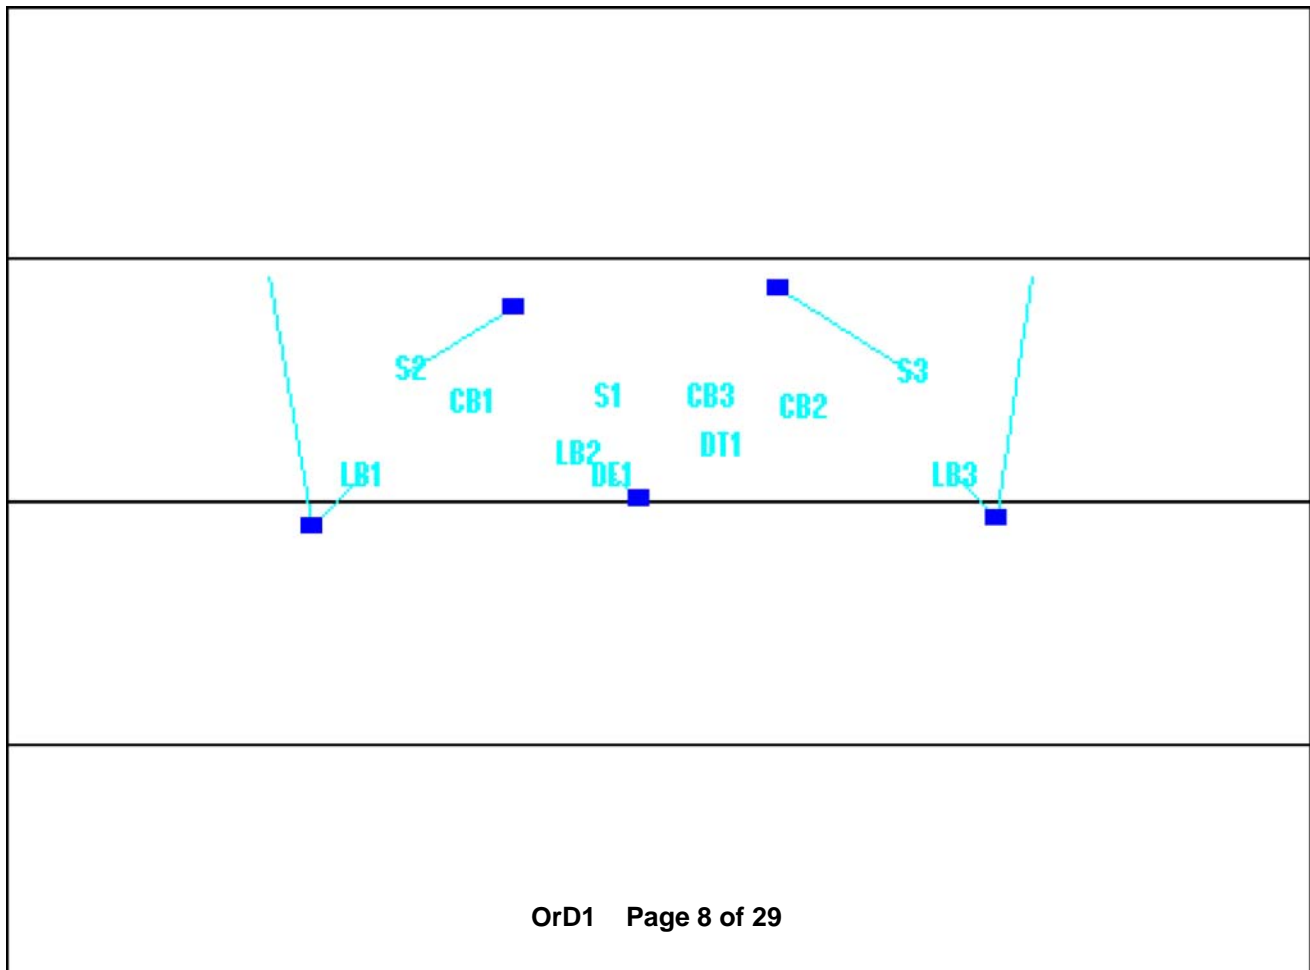 S2
S3
CB1
S1
CB3
CB2
LB2
DT1
LB1
DE1
LB3
OrD1 Page 8 of 29